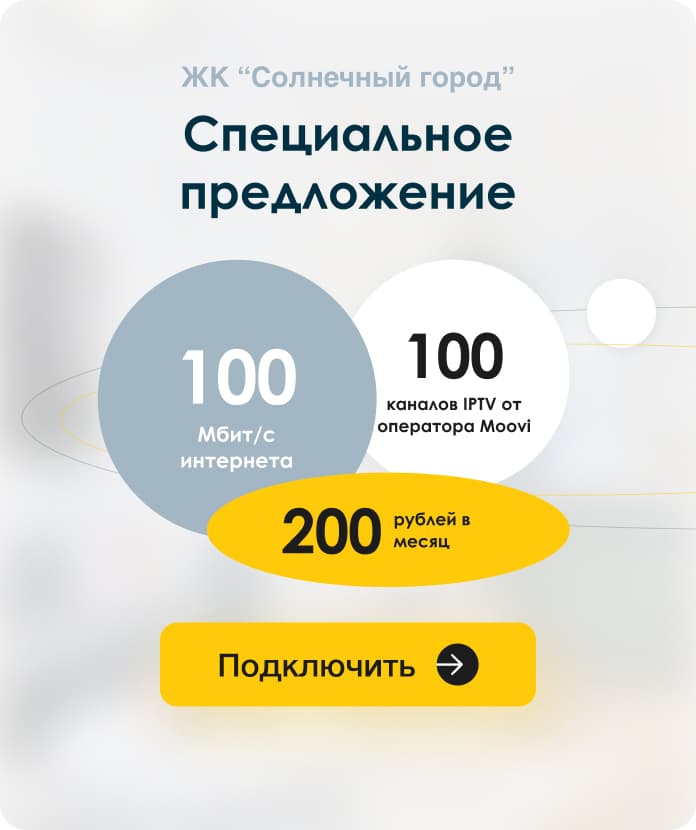 ЖК “Солнечный город”
Специальное
предложение
100
Мбит/с
интернета
100
каналов IPTV от
оператора Moovi
200
рублей в
месяц
Подключить